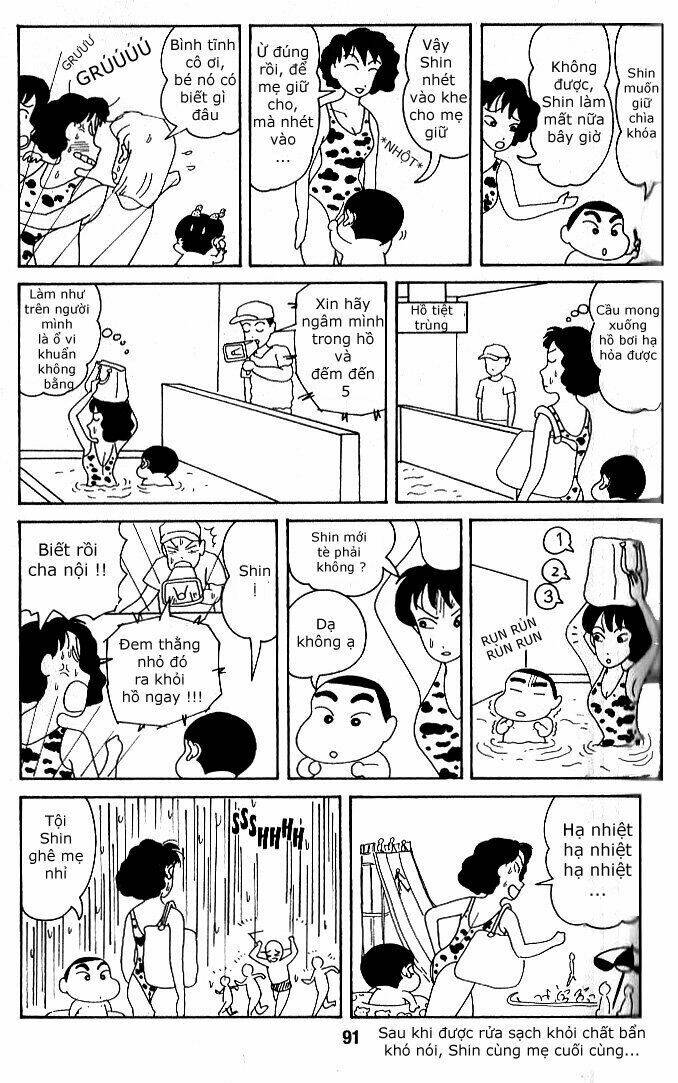 Shin
muốn
giữ
chìa
khóa
Không
được,
Shin làm
mất nữa
bây giờ
Vậy
Shin
nhét
vào khe
cho mẹ
giữ
*NHỘT*
Ừ đúng
rồi, để
mẹ giữ
cho,
mà nhét
vào
...
Bình tĩnh
cô ơi,
bé nó có
biết gì
đâu
GRÚÚÚ
GRÚÚÚÚ
Cầu mong
xuống
hồ bơi hạ
hỏa được
Hồ tiệt
trùng
Xin hãy
ngâm mình
trong hồ
và
đếm đến
5
Làm như
trên người
mình
là ổ vi
khuẩn
không
bằng
1
2
3
RUN RÙN
RÙN RUN
Shin mới
tè phải
không ?
Dạ
không ạ
Shin
ị
Biết rồi
cha nội !!
Đem thằng
nhỏ đó
ra khỏi
hồ ngay !!!
Hạ nhiệt
hạ nhiệt
hạ nhiệt
...
SSSHHHH
Tội
Shin
ghê mẹ
nhỉ
91
Sau khi được rửa sạch khỏi chất bẩn
khó nói, Shin cùng mẹ cuối cùng...